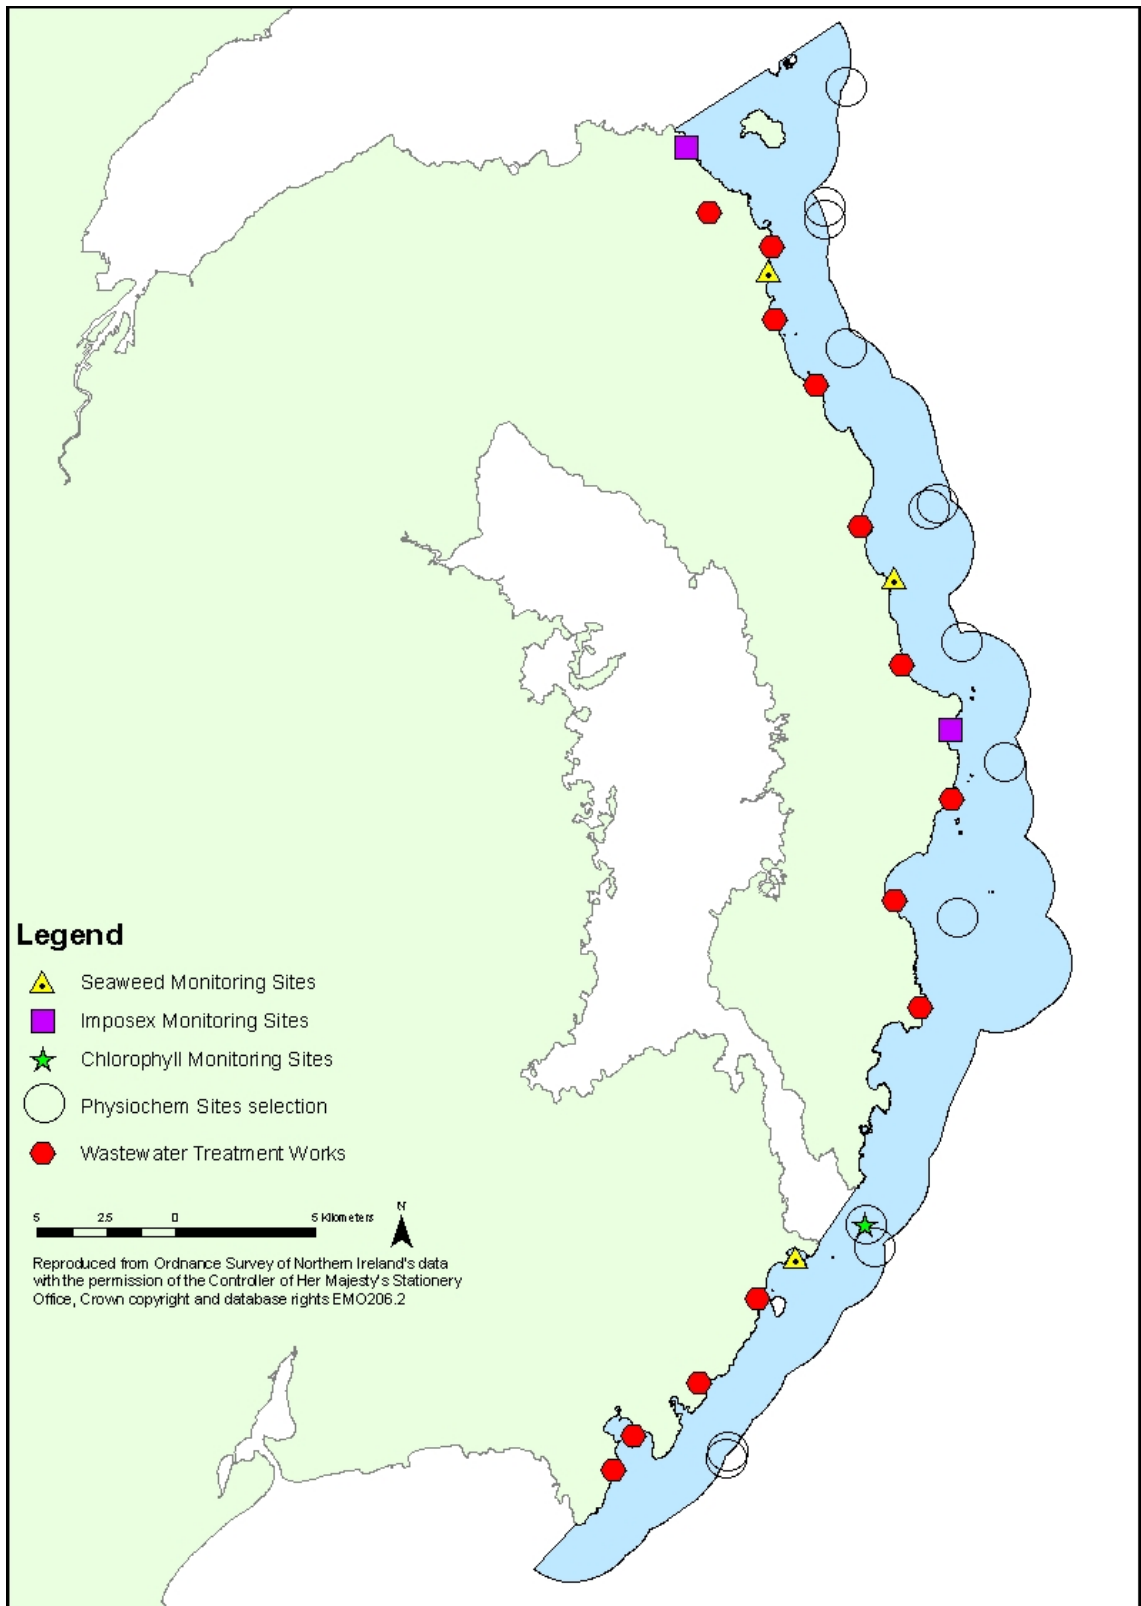 Legend
Seaweed Monitoring Sites
Imposex Monitoring Sites
Chlorophyll Monitoring Sites
Physiochem Sites selection
Wastewater Treatment Works
5 2.5 0 5 Kilometers
N
Reproduced from Ordnance Survey of Northern Ireland's data
with the permission of the Controller of Her Majesty's Stationery
Office, Crown copyright and database rights EMO206.2